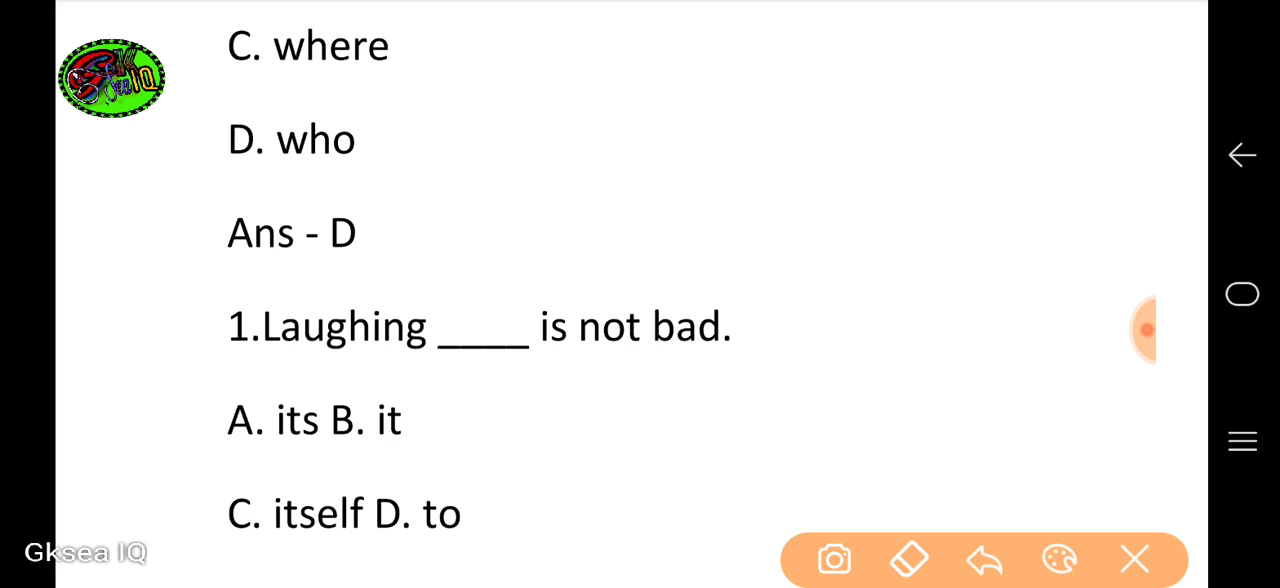 C. where
D. who
Ans - D
1.Laughing ____ is not bad.
A. its B. it
C. itself D. to
Gksea IQ